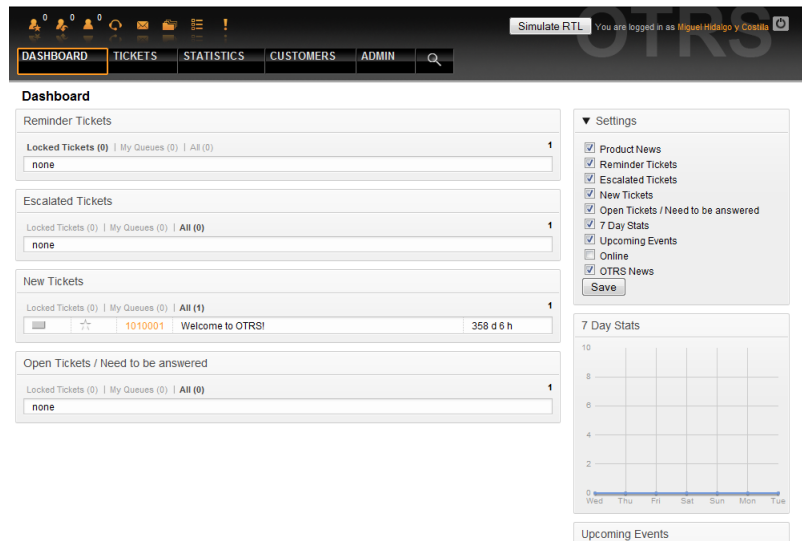 0 0 0
Simulate RTL You are logged in as Miguel Hidalgo y Costilla
OTRS
DASHBOARD TICKETS STATISTICS CUSTOMERS ADMIN
Dashboard
Reminder Tickets
Locked Tickets (0) | My Queues (0) | All (0) 1
none
Escalated Tickets
Locked Tickets (0) | My Queues (0) | All (0) 1
none
New Tickets
Locked Tickets (0) | My Queues (0) | All (1) 1
1010001 Welcome to OTRS! 358 d 6 h
Open Tickets / Need to be answered
Locked Tickets (0) | My Queues (0) | All (0) 1
none
Settings
Product News
Reminder Tickets
Escalated Tickets
New Tickets
Open Tickets / Need to be answered
7 Day Stats
Upcoming Events
Online
OTRS News
Save
7 Day Stats
10
8
6
4
2
0
Wed Thu Fri Sat Sun Mon Tue
Upcoming Events